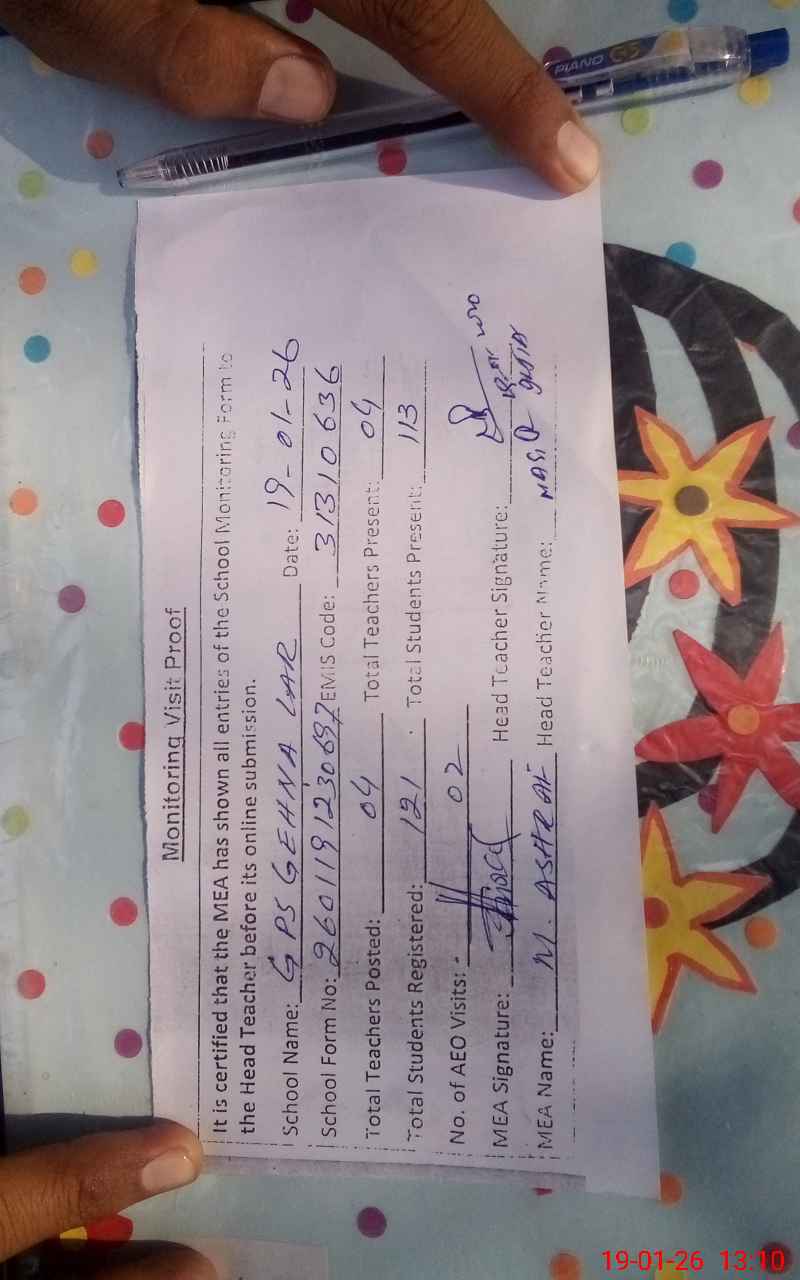 PIANO
Monitoring Visit Proof
It is certified that the MEA has shown all entries of the School Monitoring Form to
the Head Teacher before its online submission.
School Name: GPS GEHNA LAR Date: 19-01-26
School Form No: 260119123069 EMIS Code: 31310636
Total Teachers Posted: 04 Total Teachers Present: 04
Total Students Registered: 121 Total Students Present: 113
No. of AEO Visits: 02
MEA Signature: Head Teacher Signature:
MEA Name: M. ASHRAF Head Teacher Name:
19-01-26 13:10